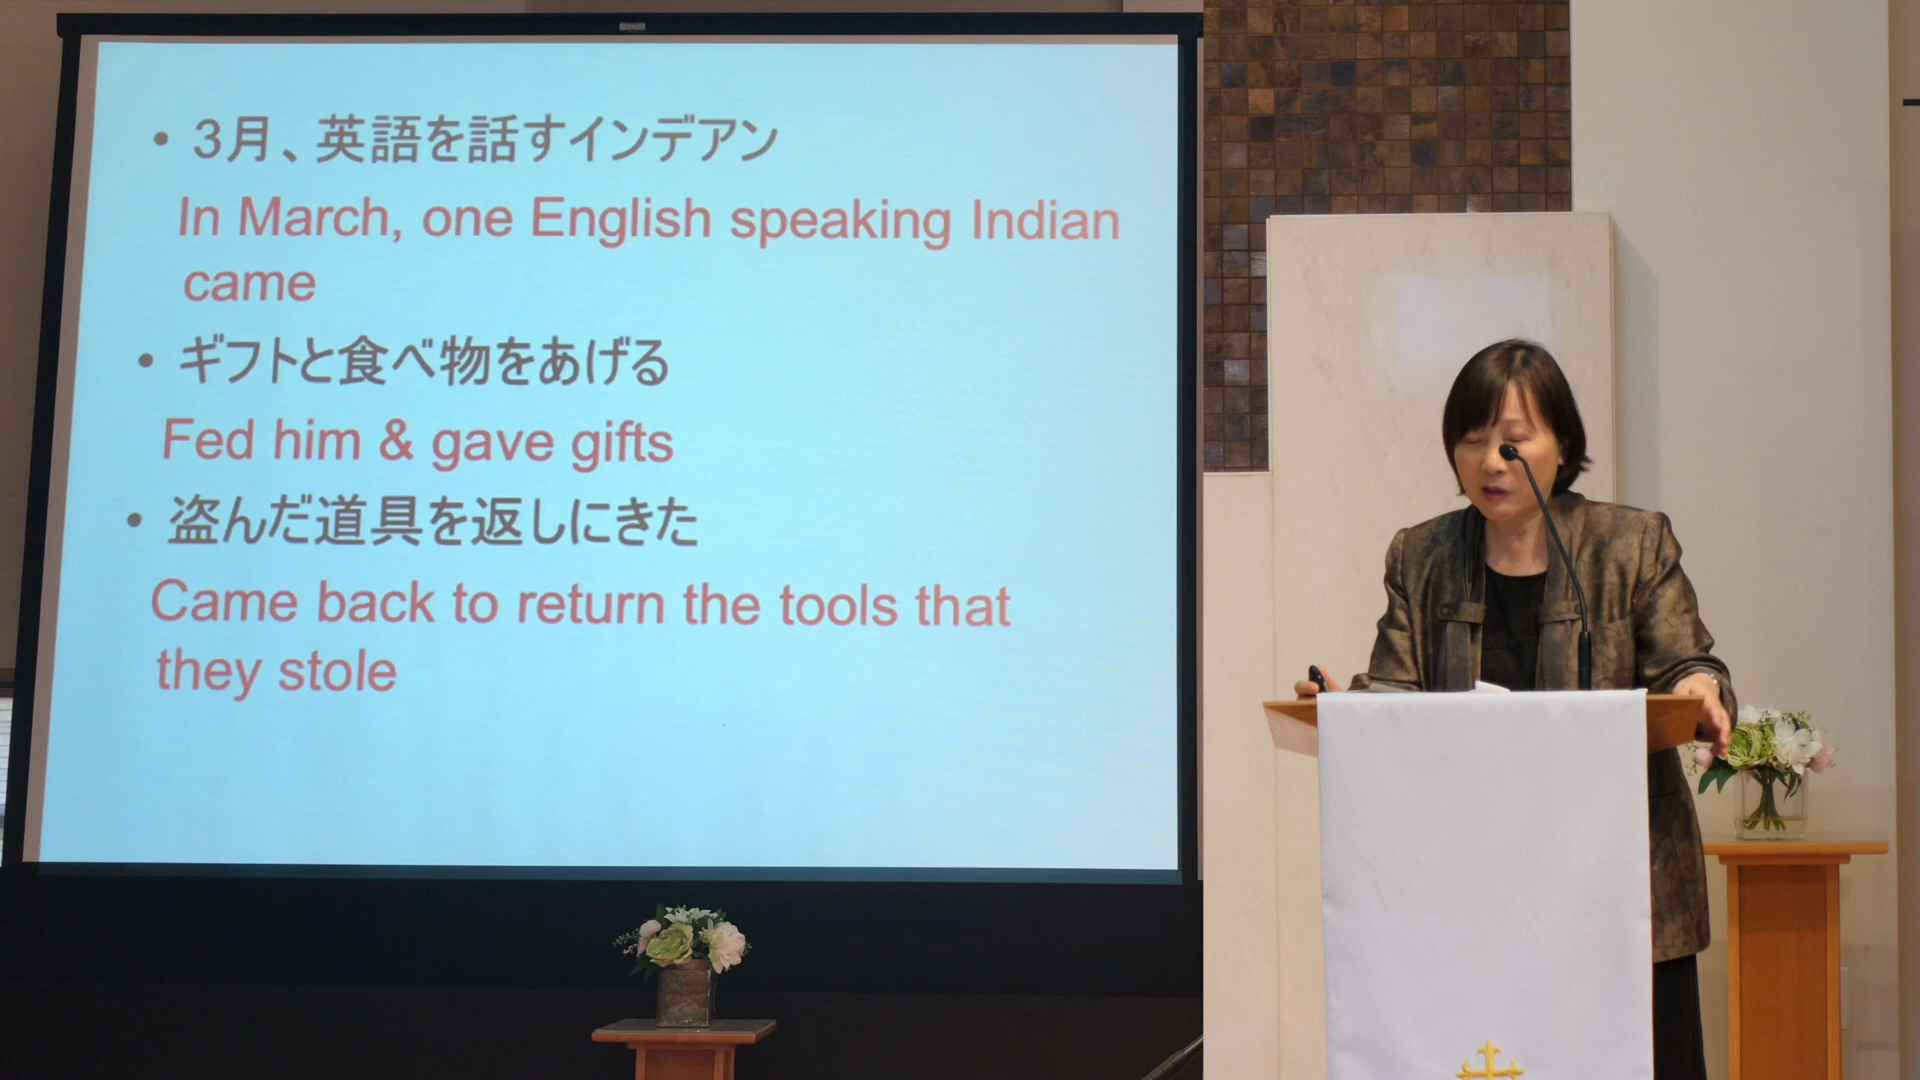 • 3月、英語を話すインデアン
In March, one English speaking Indian
came
• ギフトと食べ物をあげる
Fed him & gave gifts
• 盗んだ道具を返しにきた
Came back to return the tools that
they stole